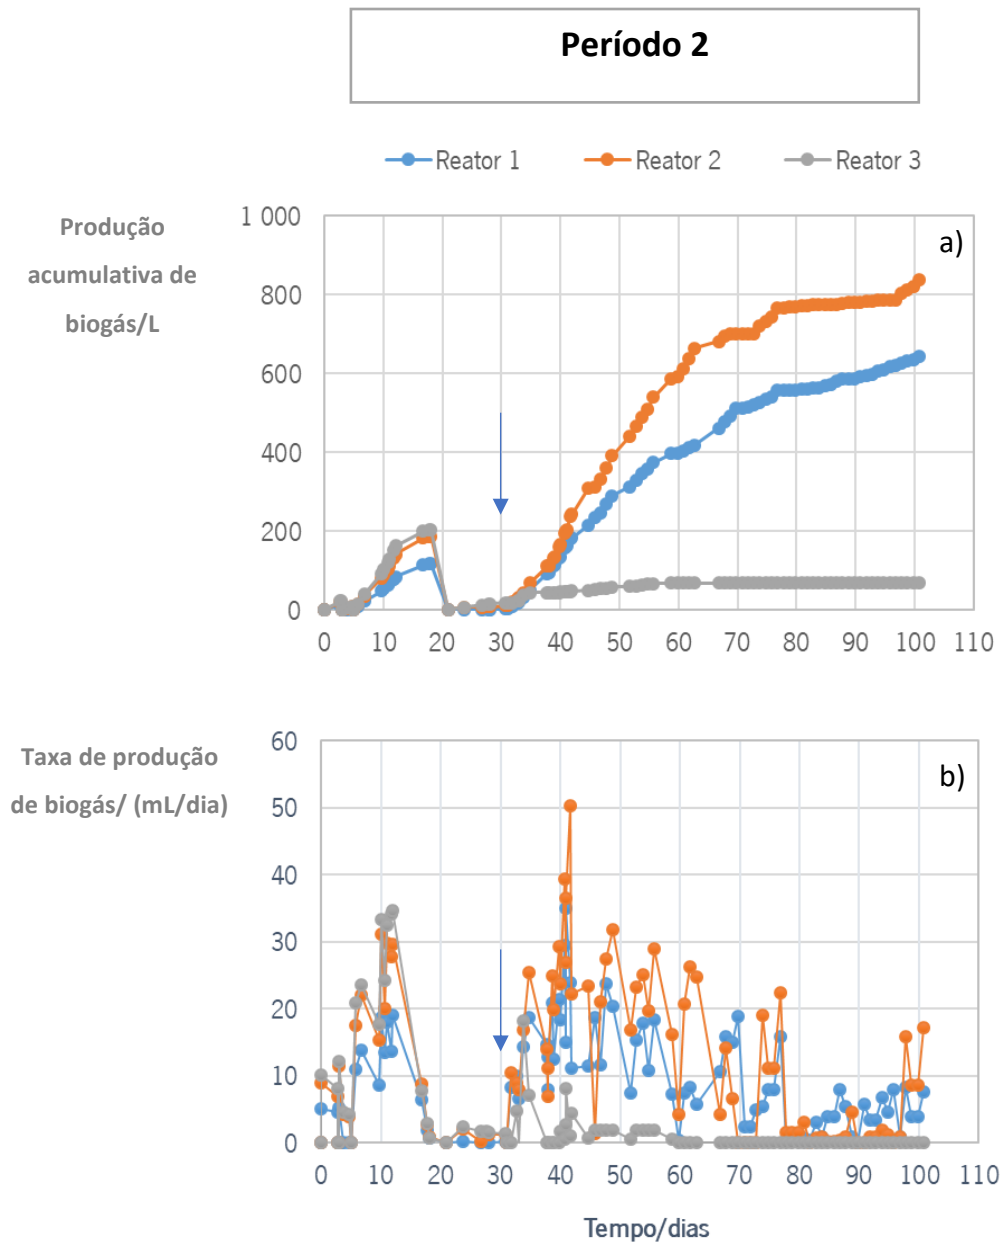 Período 2
Reator 1 Reator 2 Reator 3
Produção
acumulativa de
biogás/L
a)
1 000
800
600
400
200
0
0 10 20 30 40 50 60 70 80 90 100 110
Taxa de produção
de biogás/ (mL/dia)
b)
60
50
40
30
20
10
0
0 10 20 30 40 50 60 70 80 90 100 110
Tempo/dias